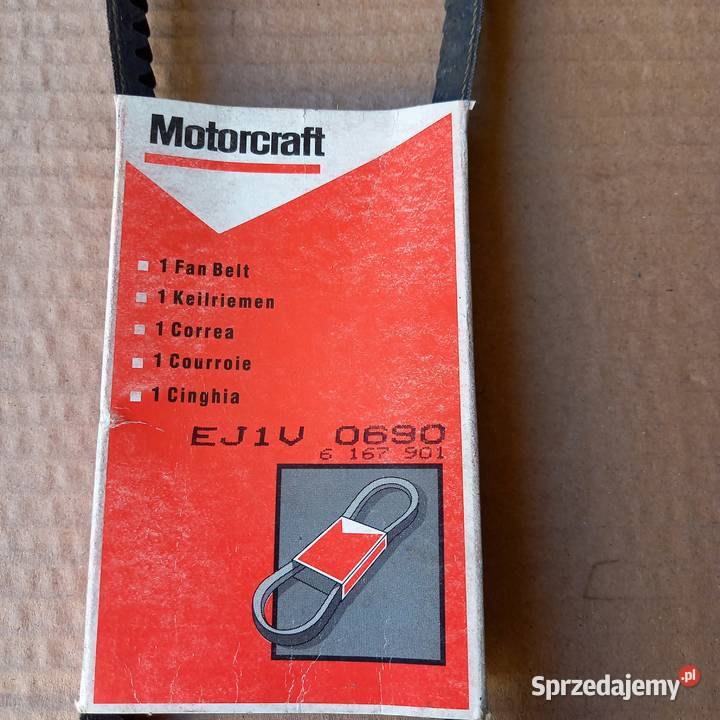 Motorcraft
1 Fan Belt
1 Keilriemen
1 Correa
1 Courroie
1 Cinghia
EJ1V 0690
6 167 901
Sprzedajemy.pl